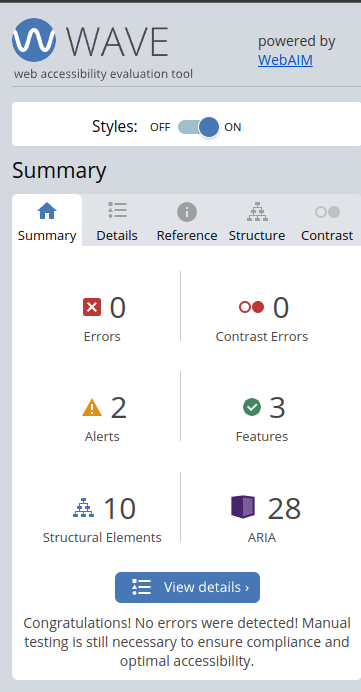 WAVE
web accessibility evaluation tool
powered by
WebAIM
Styles: OFF ON
Summary
Summary Details Reference Structure Contrast
0
Errors
0
Contrast Errors
2
Alerts
3
Features
10
Structural Elements
28
ARIA
View details ›
Congratulations! No errors were detected! Manual
testing is still necessary to ensure compliance and
optimal accessibility.